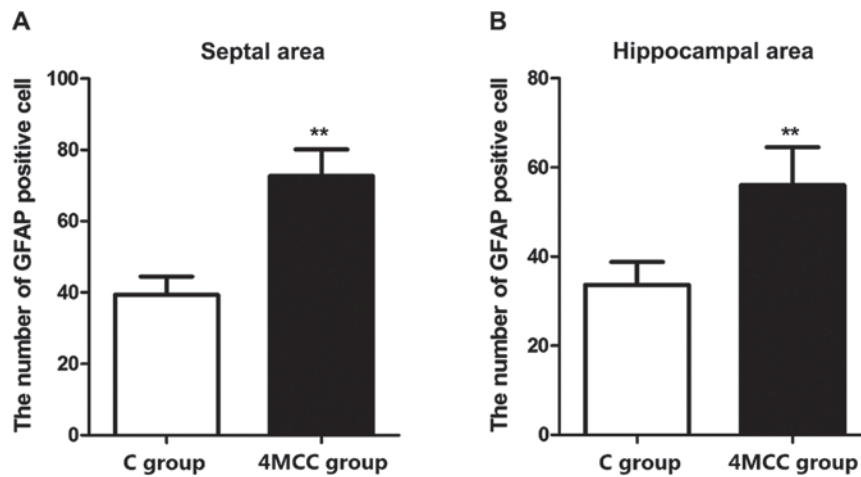 A
Septal area
The number of GFAP positive cell
100
80
60
40
20
0
**
C group
4MCC group
B
Hippocampal area
The number of GFAP positive cell
80
60
40
20
0
**
C group
4MCC group